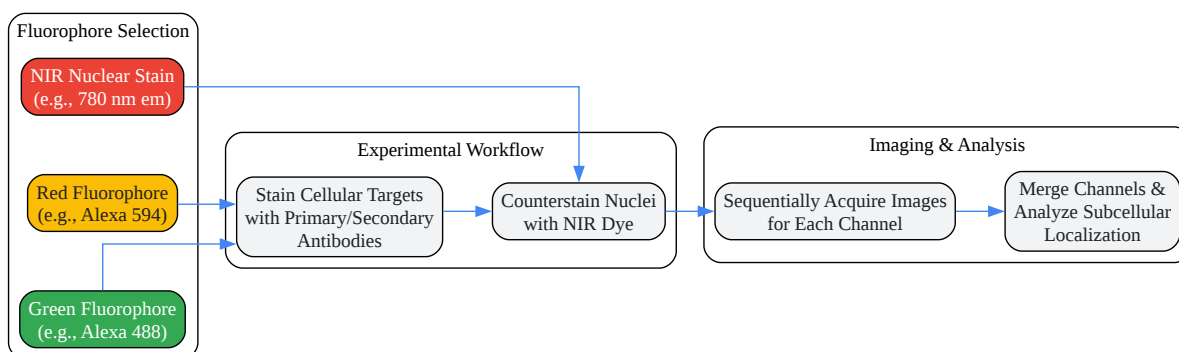 Fluorophore Selection
NIR Nuclear Stain
(e.g., 780 nm em)
Red Fluorophore
(e.g., Alexa 594)
Green Fluorophore
(e.g., Alexa 488)
Experimental Workflow
Stain Cellular Targets
with Primary/Secondary
Antibodies
Counterstain Nuclei
with NIR Dye
Imaging & Analysis
Sequentially Acquire Images
for Each Channel
Merge Channels &
Analyze Subcellular
Localization